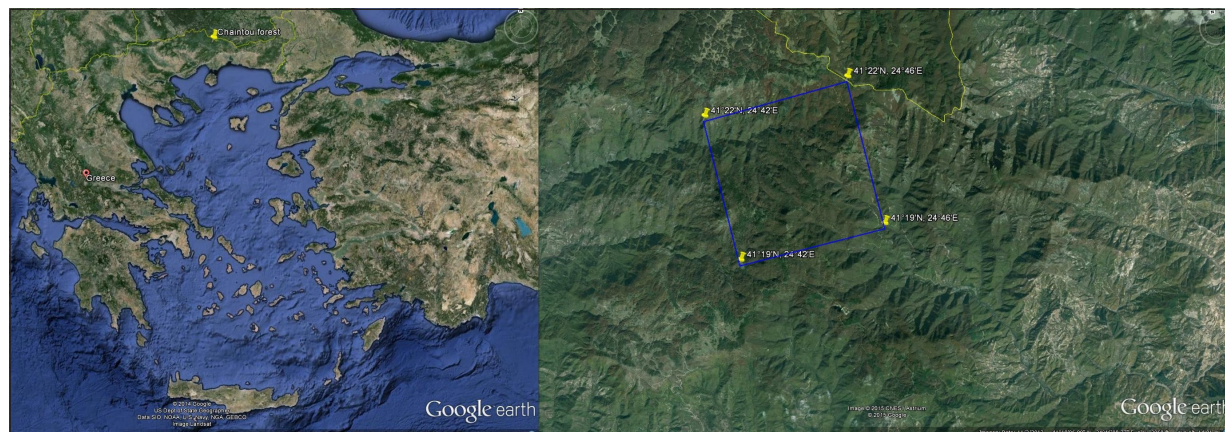 Chaintou forest
Greece
© 2014 Google
US Dept of State Geographer
Data SIO, NOAA, U.S. Navy, NGA, GEBCO
Image Landsat
Google earth
41°22'N, 24°46'E
41°22'N, 24°42'E
41°19'N, 24°46'E
41°19'N, 24°42'E
Image © 2015 CNES / Astrium
© 2015 Google
Google earth